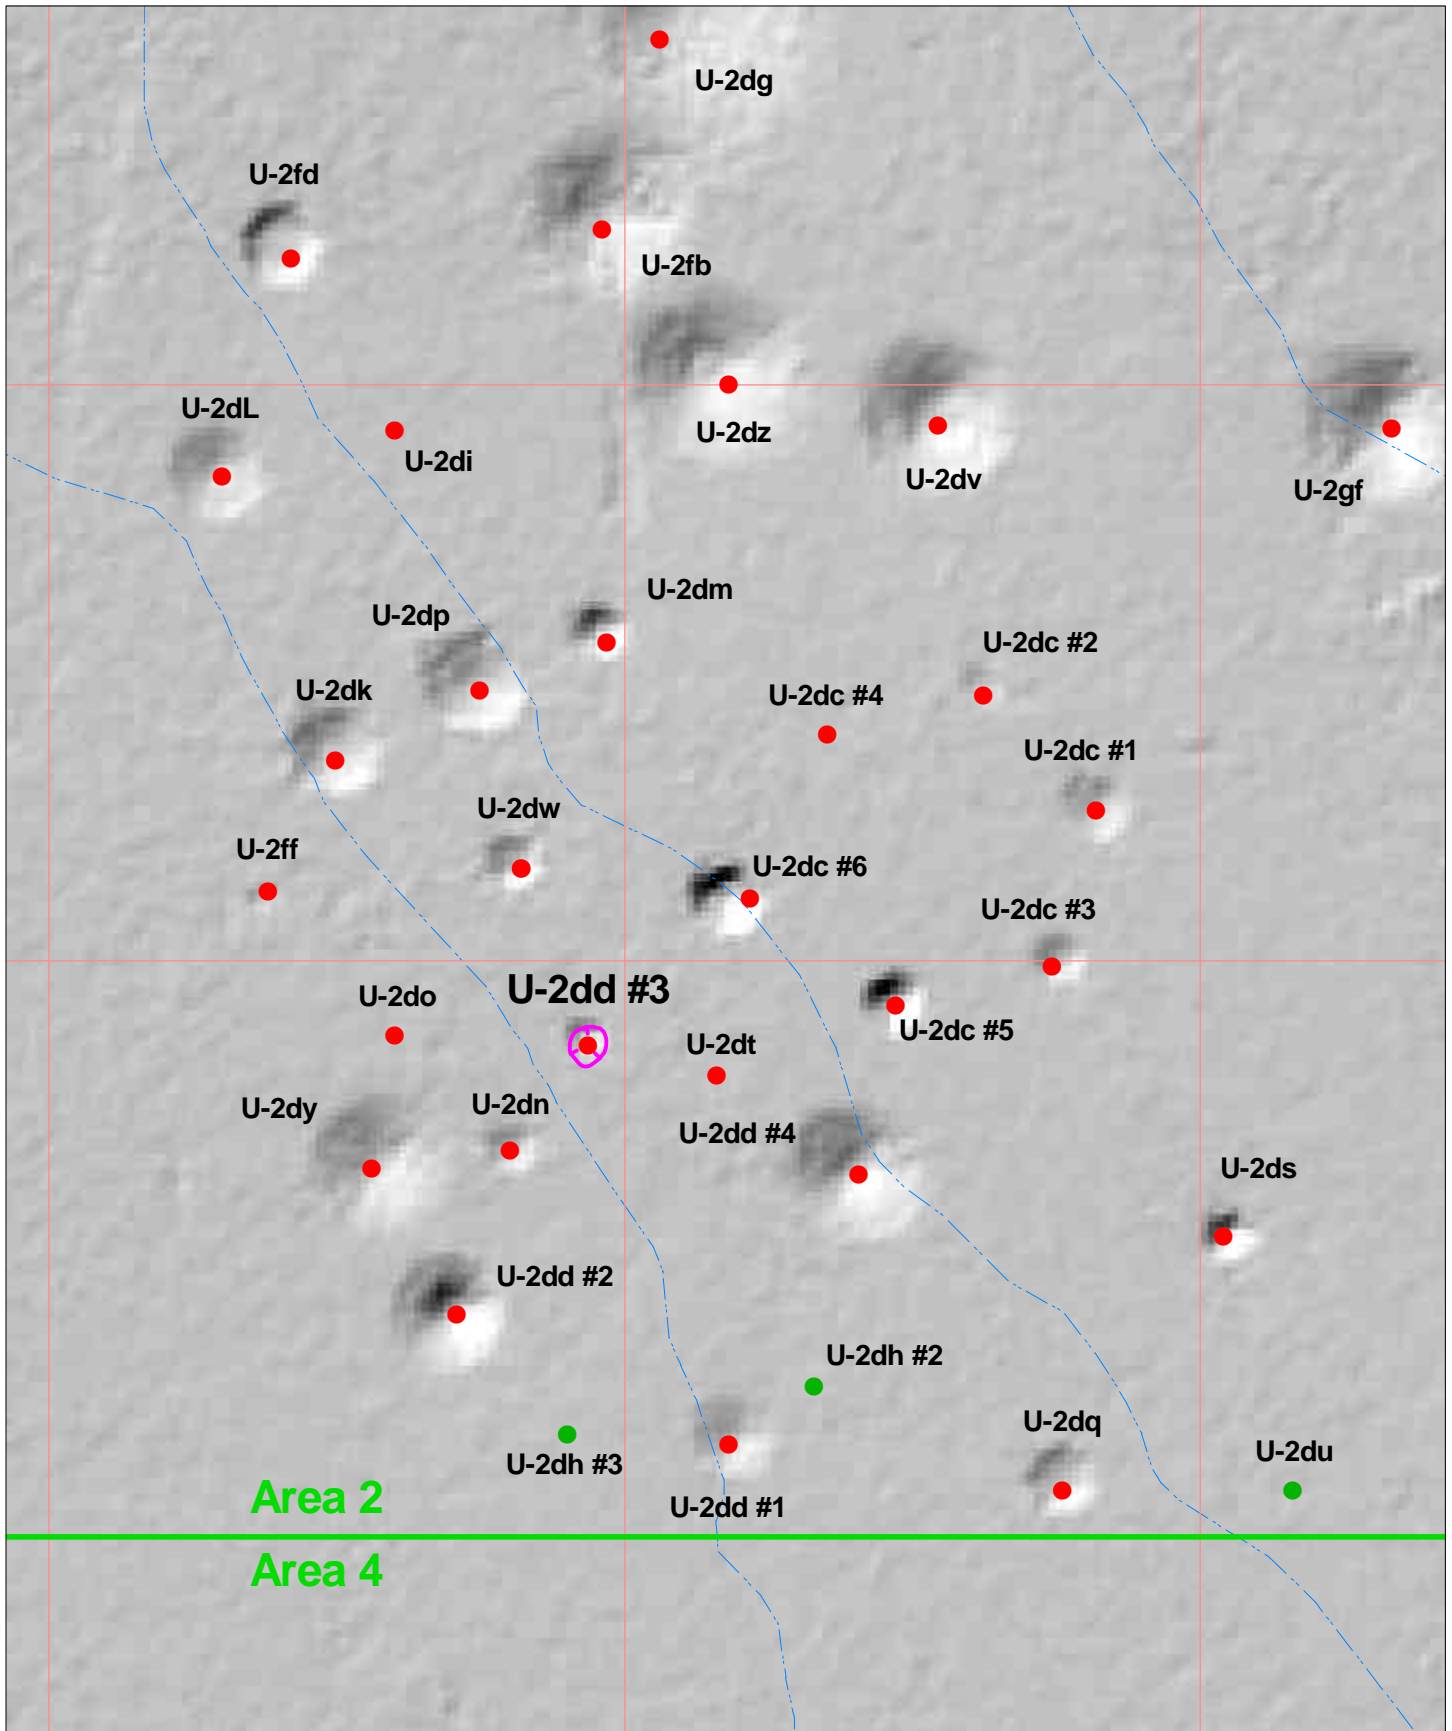 U-2dg
U-2fd
U-2fb
U-2dL
U-2di
U-2dz
U-2dv
U-2gf
U-2dm
U-2dp
U-2dc #2
U-2dk
U-2dc #4
U-2dc #1
U-2dw
U-2ff
U-2dc #6
U-2dc #3
U-2dd #3
U-2do
U-2dc #5
U-2dt
U-2dy
U-2dn
U-2dd #4
U-2ds
U-2dd #2
U-2dh #2
U-2dq
U-2dh #3
U-2du
Area 2
U-2dd #1
Area 4